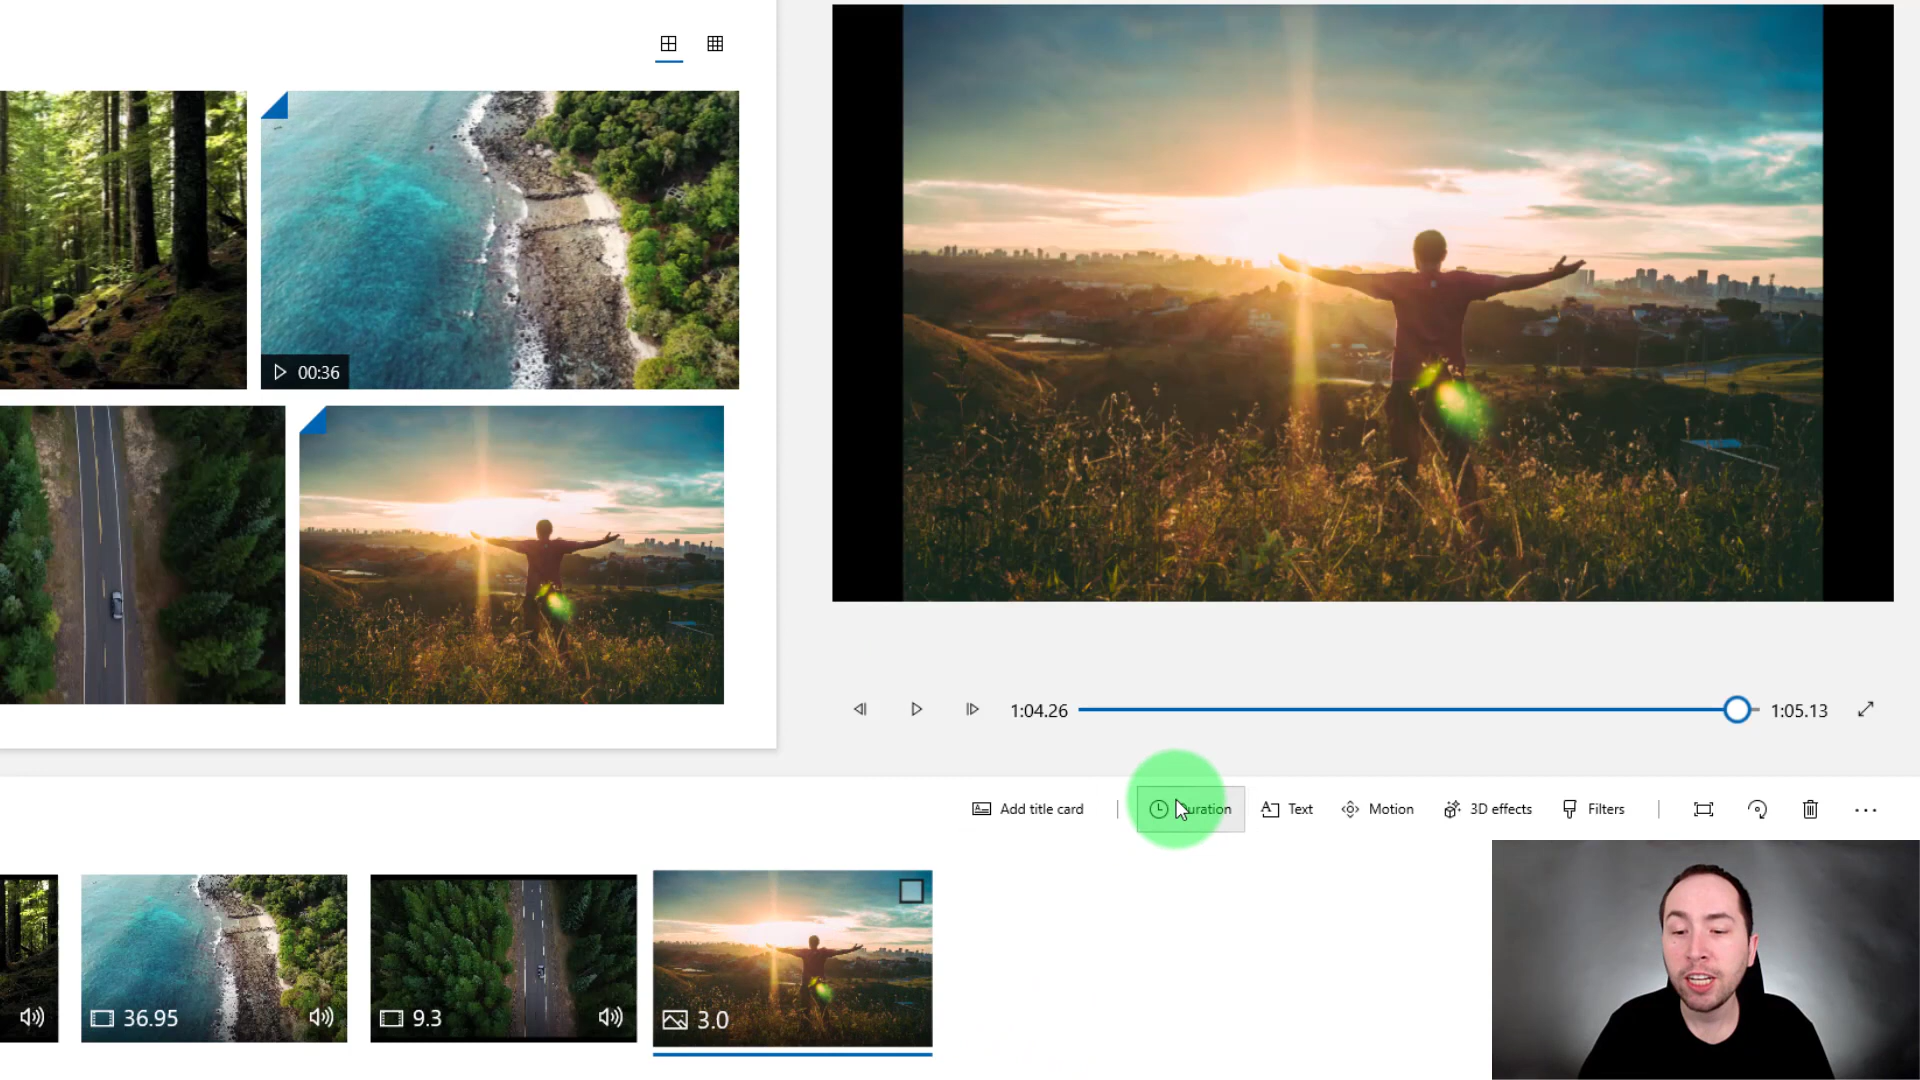 00:36
1:04.26
1:05.13
Add title card
Duration
Text
Motion
3D effects
Filters
36.95
9.3
3.0